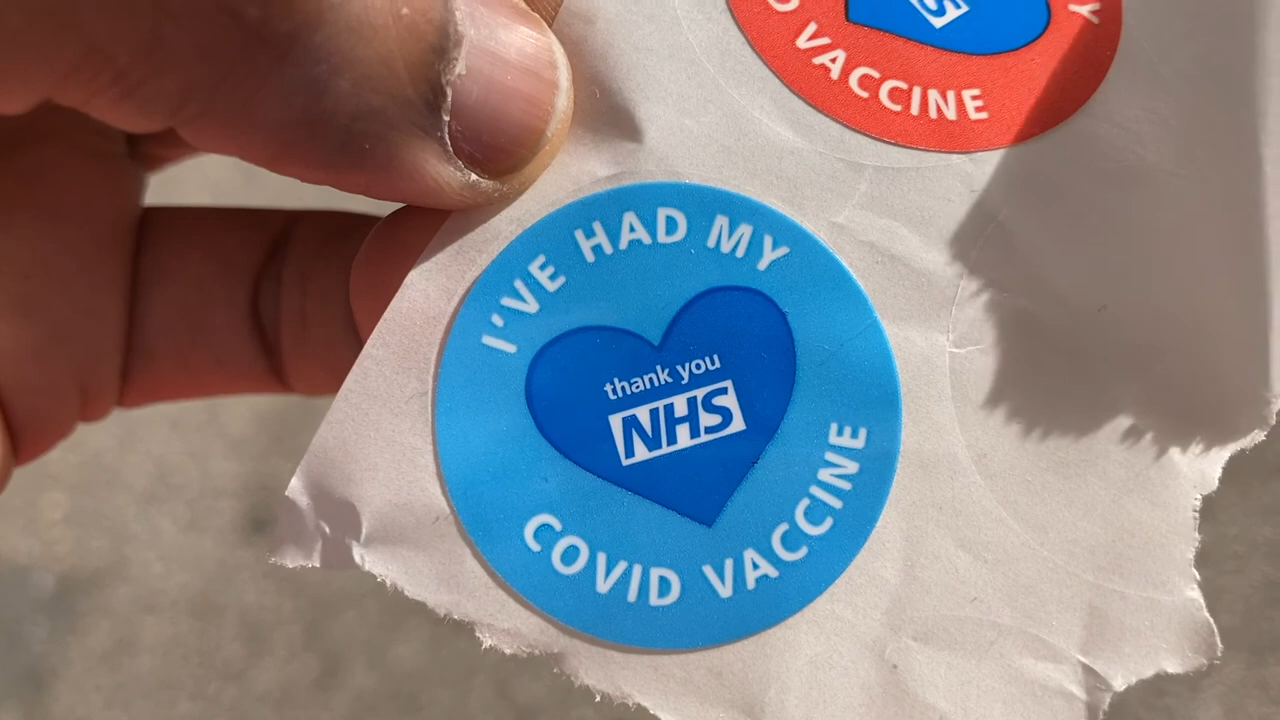 VACCINE
I'VE HAD MY
thank you
NHS
COVID VACCINE